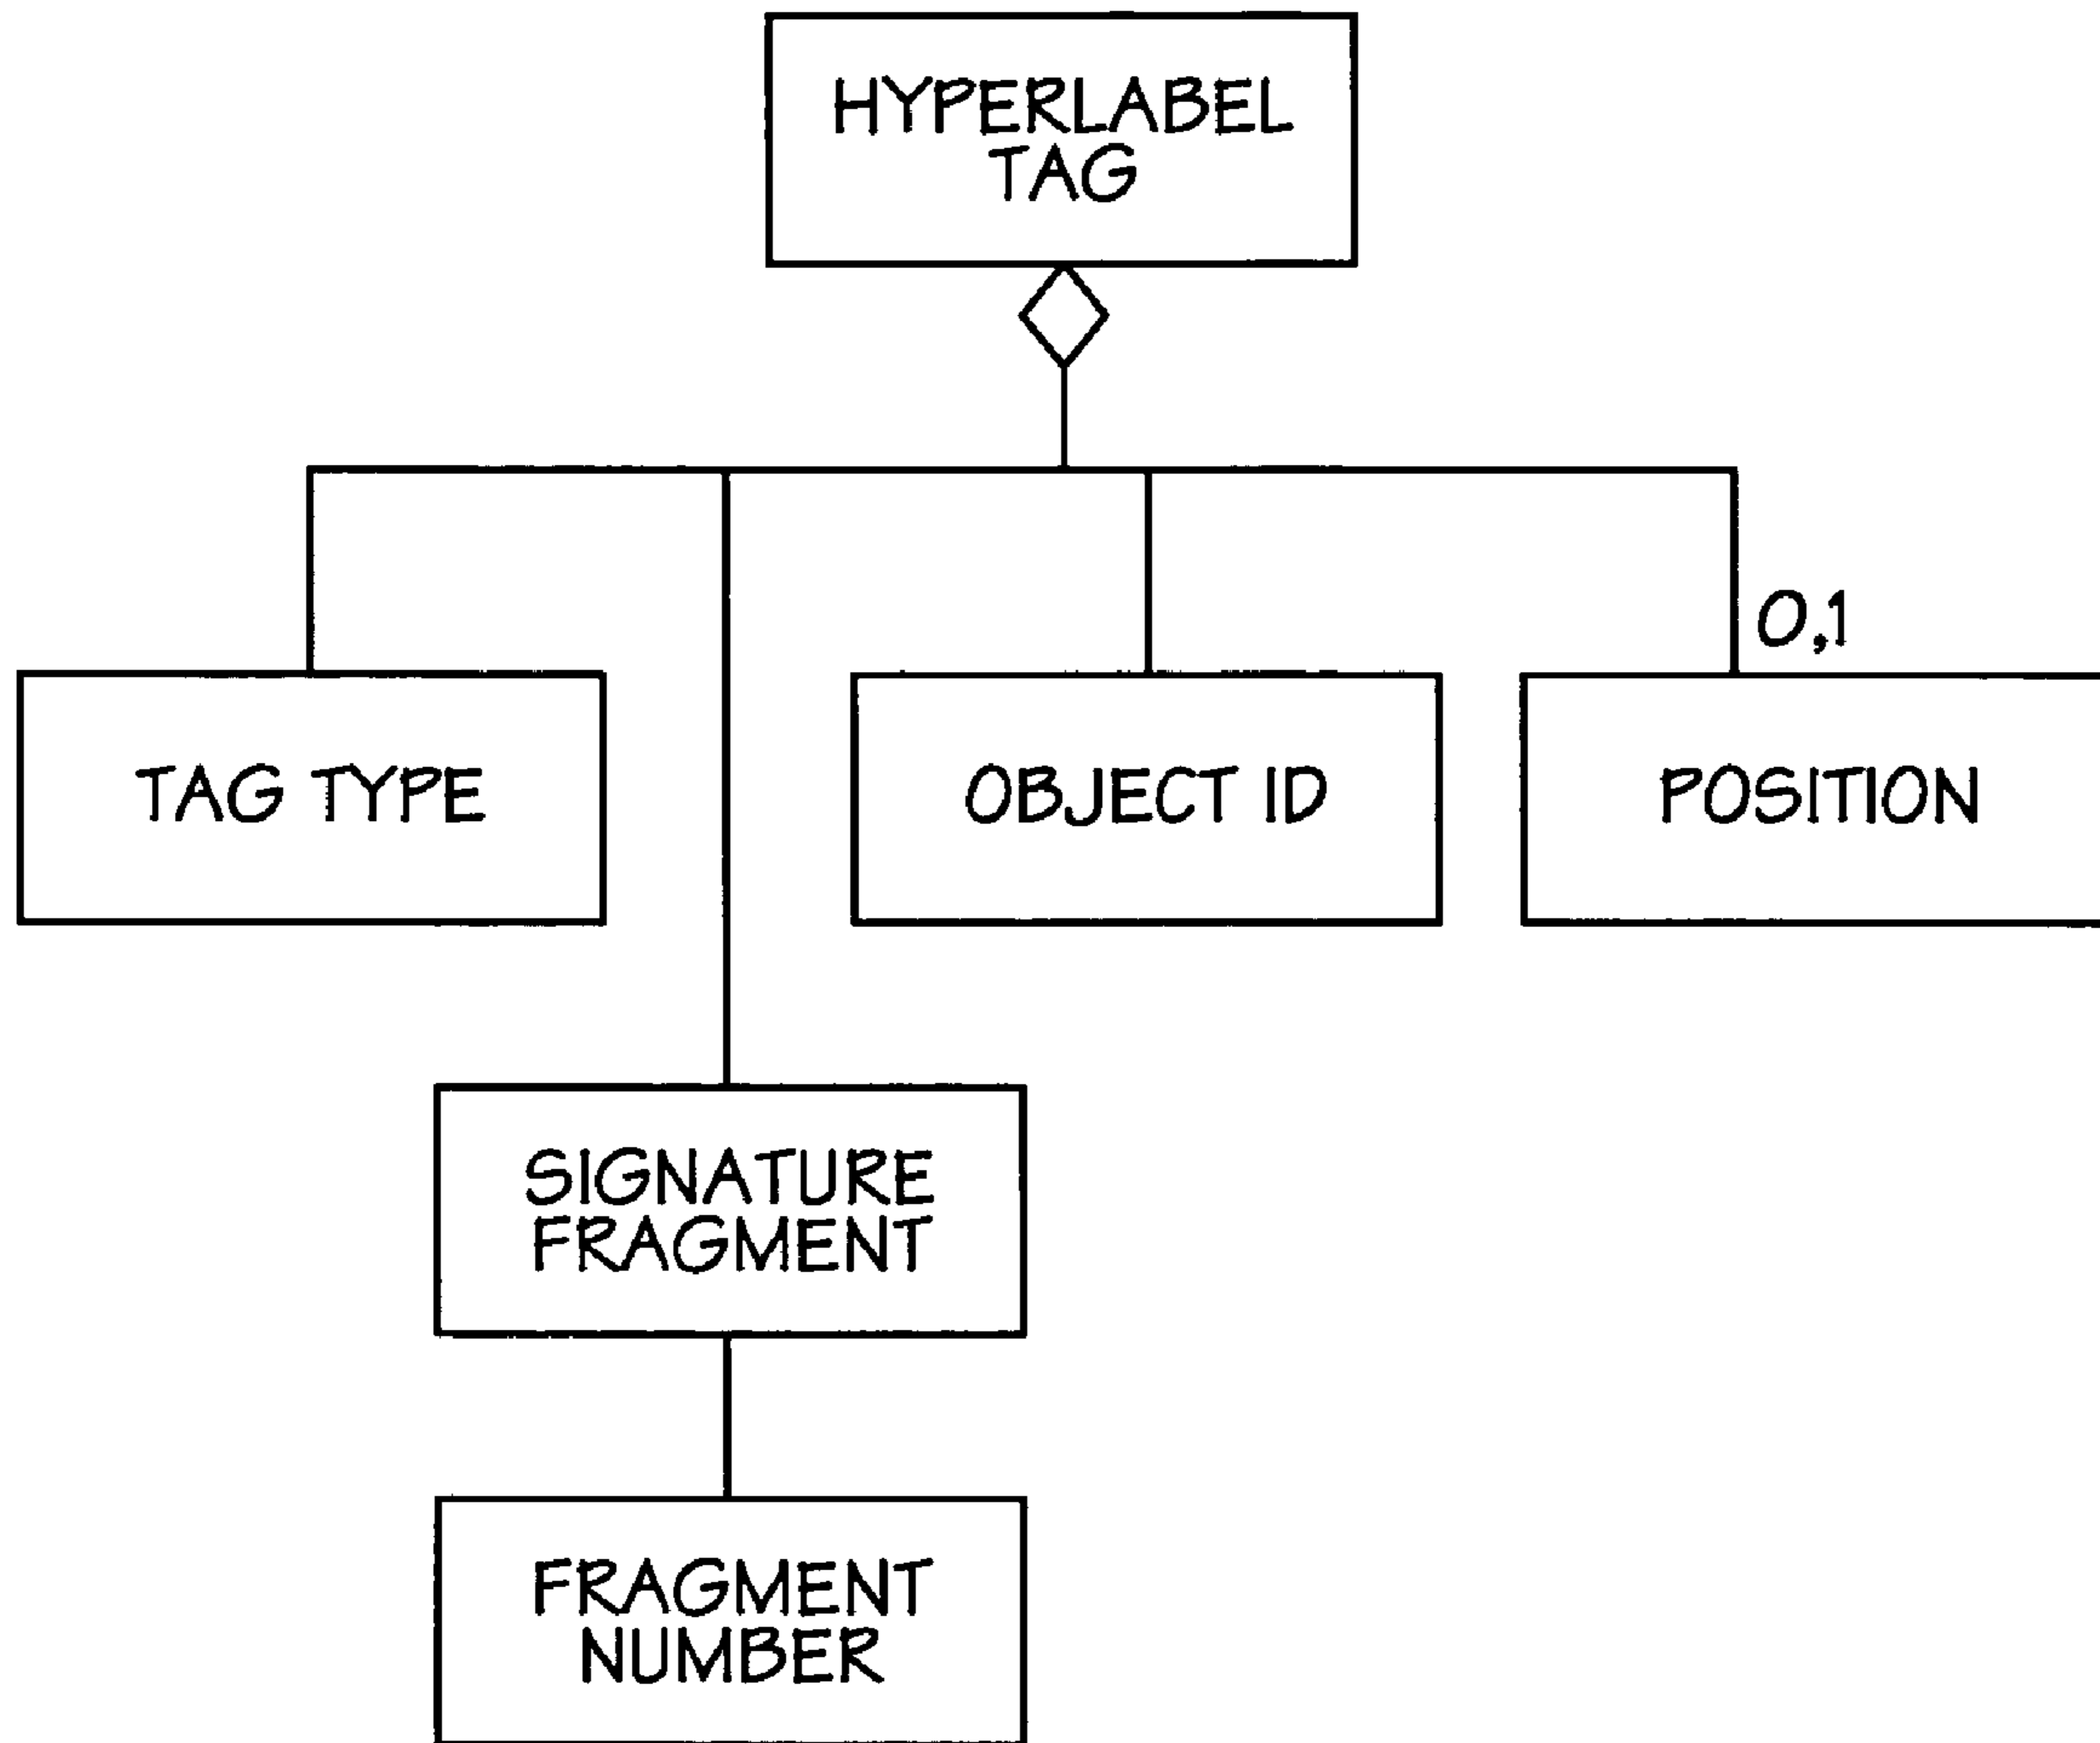 HYPERLABEL
TAG
0,1
TAG TYPE
OBJECT ID
POSITION
SIGNATURE
FRAGMENT
FRAGMENT
NUMBER